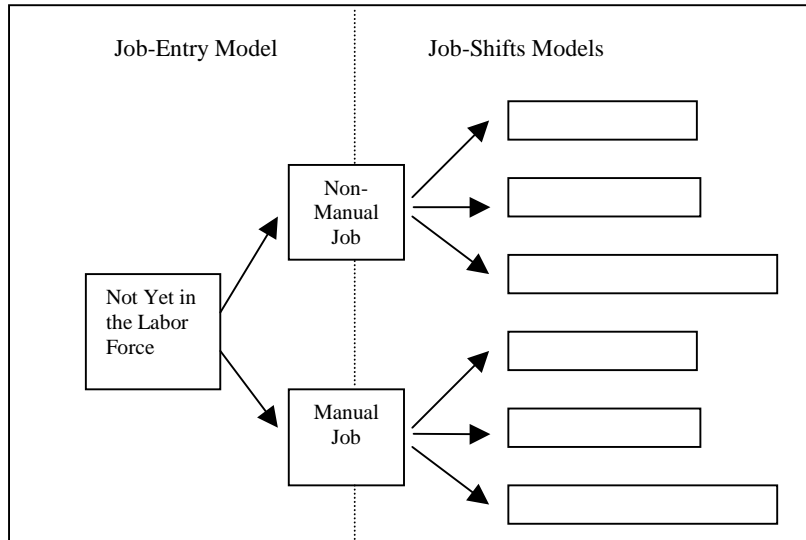 Job-Entry Model
Job-Shifts Models
Non-
Manual
Job
Not Yet in
the Labor
Force
Manual
Job